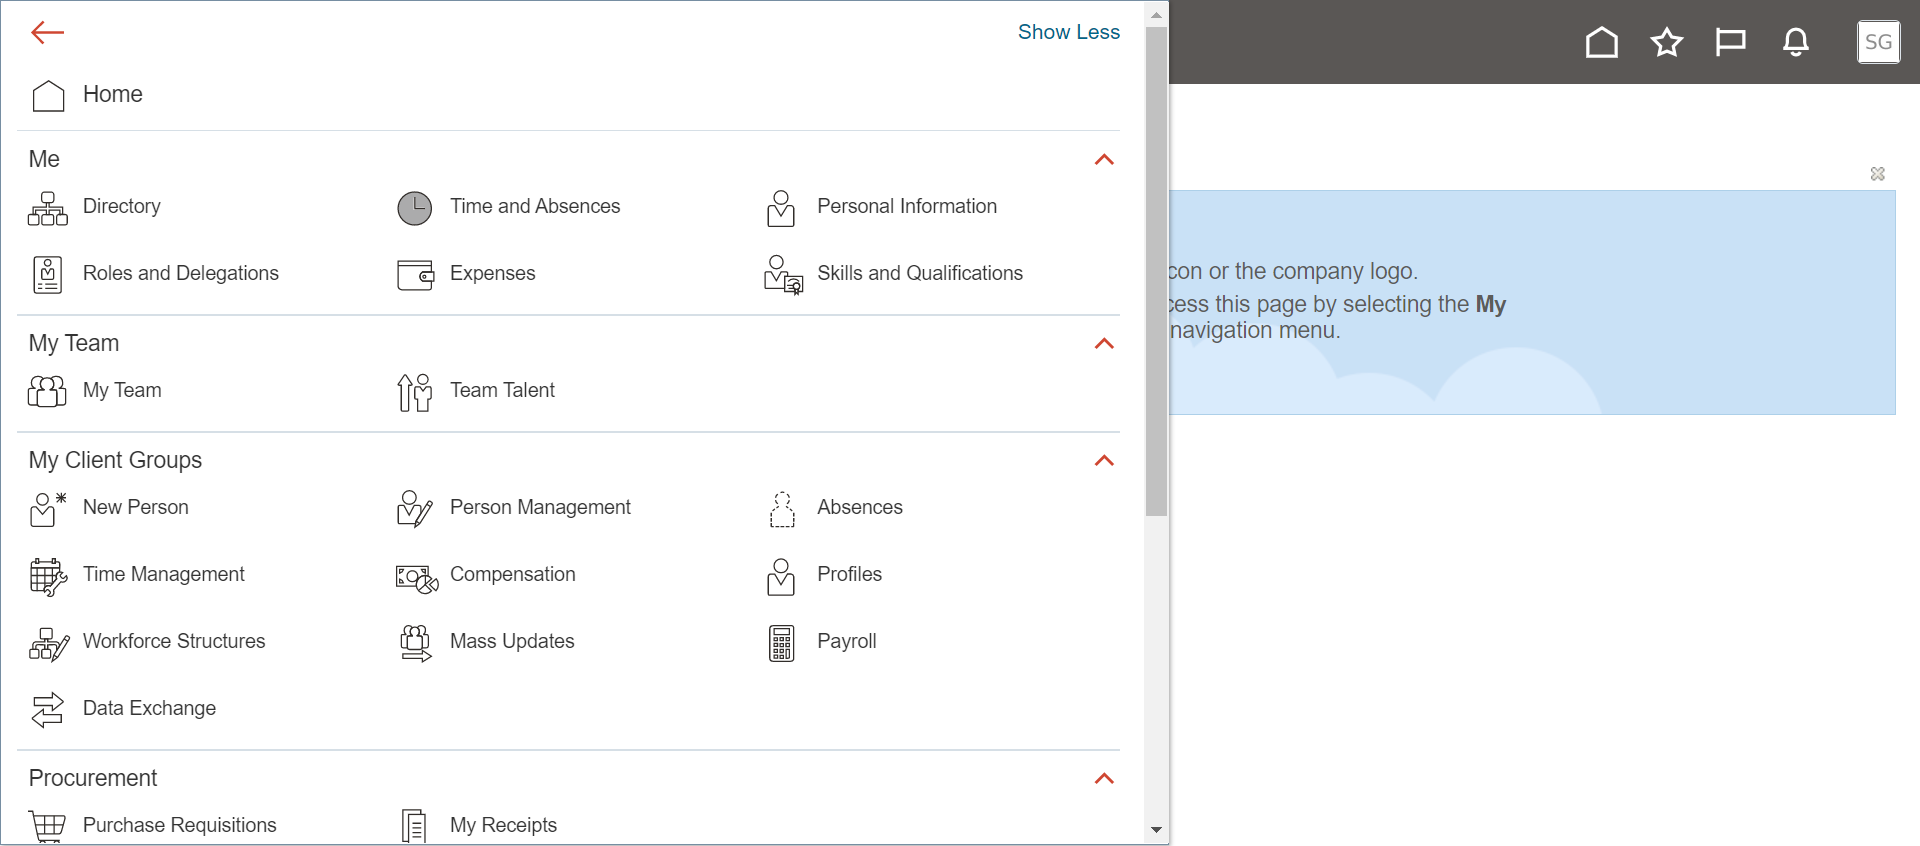 Show Less
SG
Home
Me
Directory
Time and Absences
Personal Information
Roles and Delegations
Expenses
Skills and Qualifications
con or the company logo.
cess this page by selecting the My
navigation menu.
My Team
My Team
Team Talent
My Client Groups
New Person
Person Management
Absences
Time Management
Compensation
Profiles
Workforce Structures
Mass Updates
Payroll
Data Exchange
Procurement
Purchase Requisitions
My Receipts